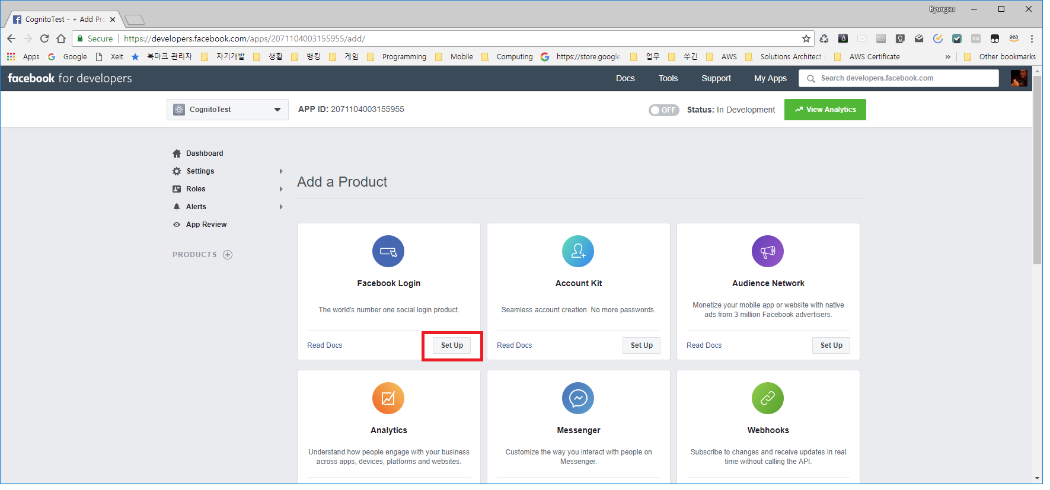 Ryungsu
CognitoTest - + Add Pro
Secure
https://developers.facebook.com/apps/2071104003155955/add/
Apps Google 북마크 관리자 Xeit 자기개발 생활 뱅킹 게임 Programming Mobile Computing https://store.google 업무 AWS Solutions Architect AWS Certificate » Other bookmarks
facebook for developers
Docs Tools Support My Apps Search developers.facebook.com
CognitoTest
APP ID: 2071104003155955
OFF
Status: In Development
View Analytics
Dashboard
Settings
Roles
Alerts
App Review
PRODUCTS
Add a Product
Facebook Login
The world's number one social login product.
Read Docs
Set Up
Account Kit
Seamless account creation. No more passwords.
Read Docs
Set Up
Audience Network
Monetize your mobile app or website with native
ads from 3 million Facebook advertisers.
Read Docs
Set Up
Analytics
Understand how people engage with your business
across apps, devices, platforms and websites.
Messenger
Customize the way you interact with people on
Messenger.
Webhooks
Subscribe to changes and receive updates in real
time without calling the API.